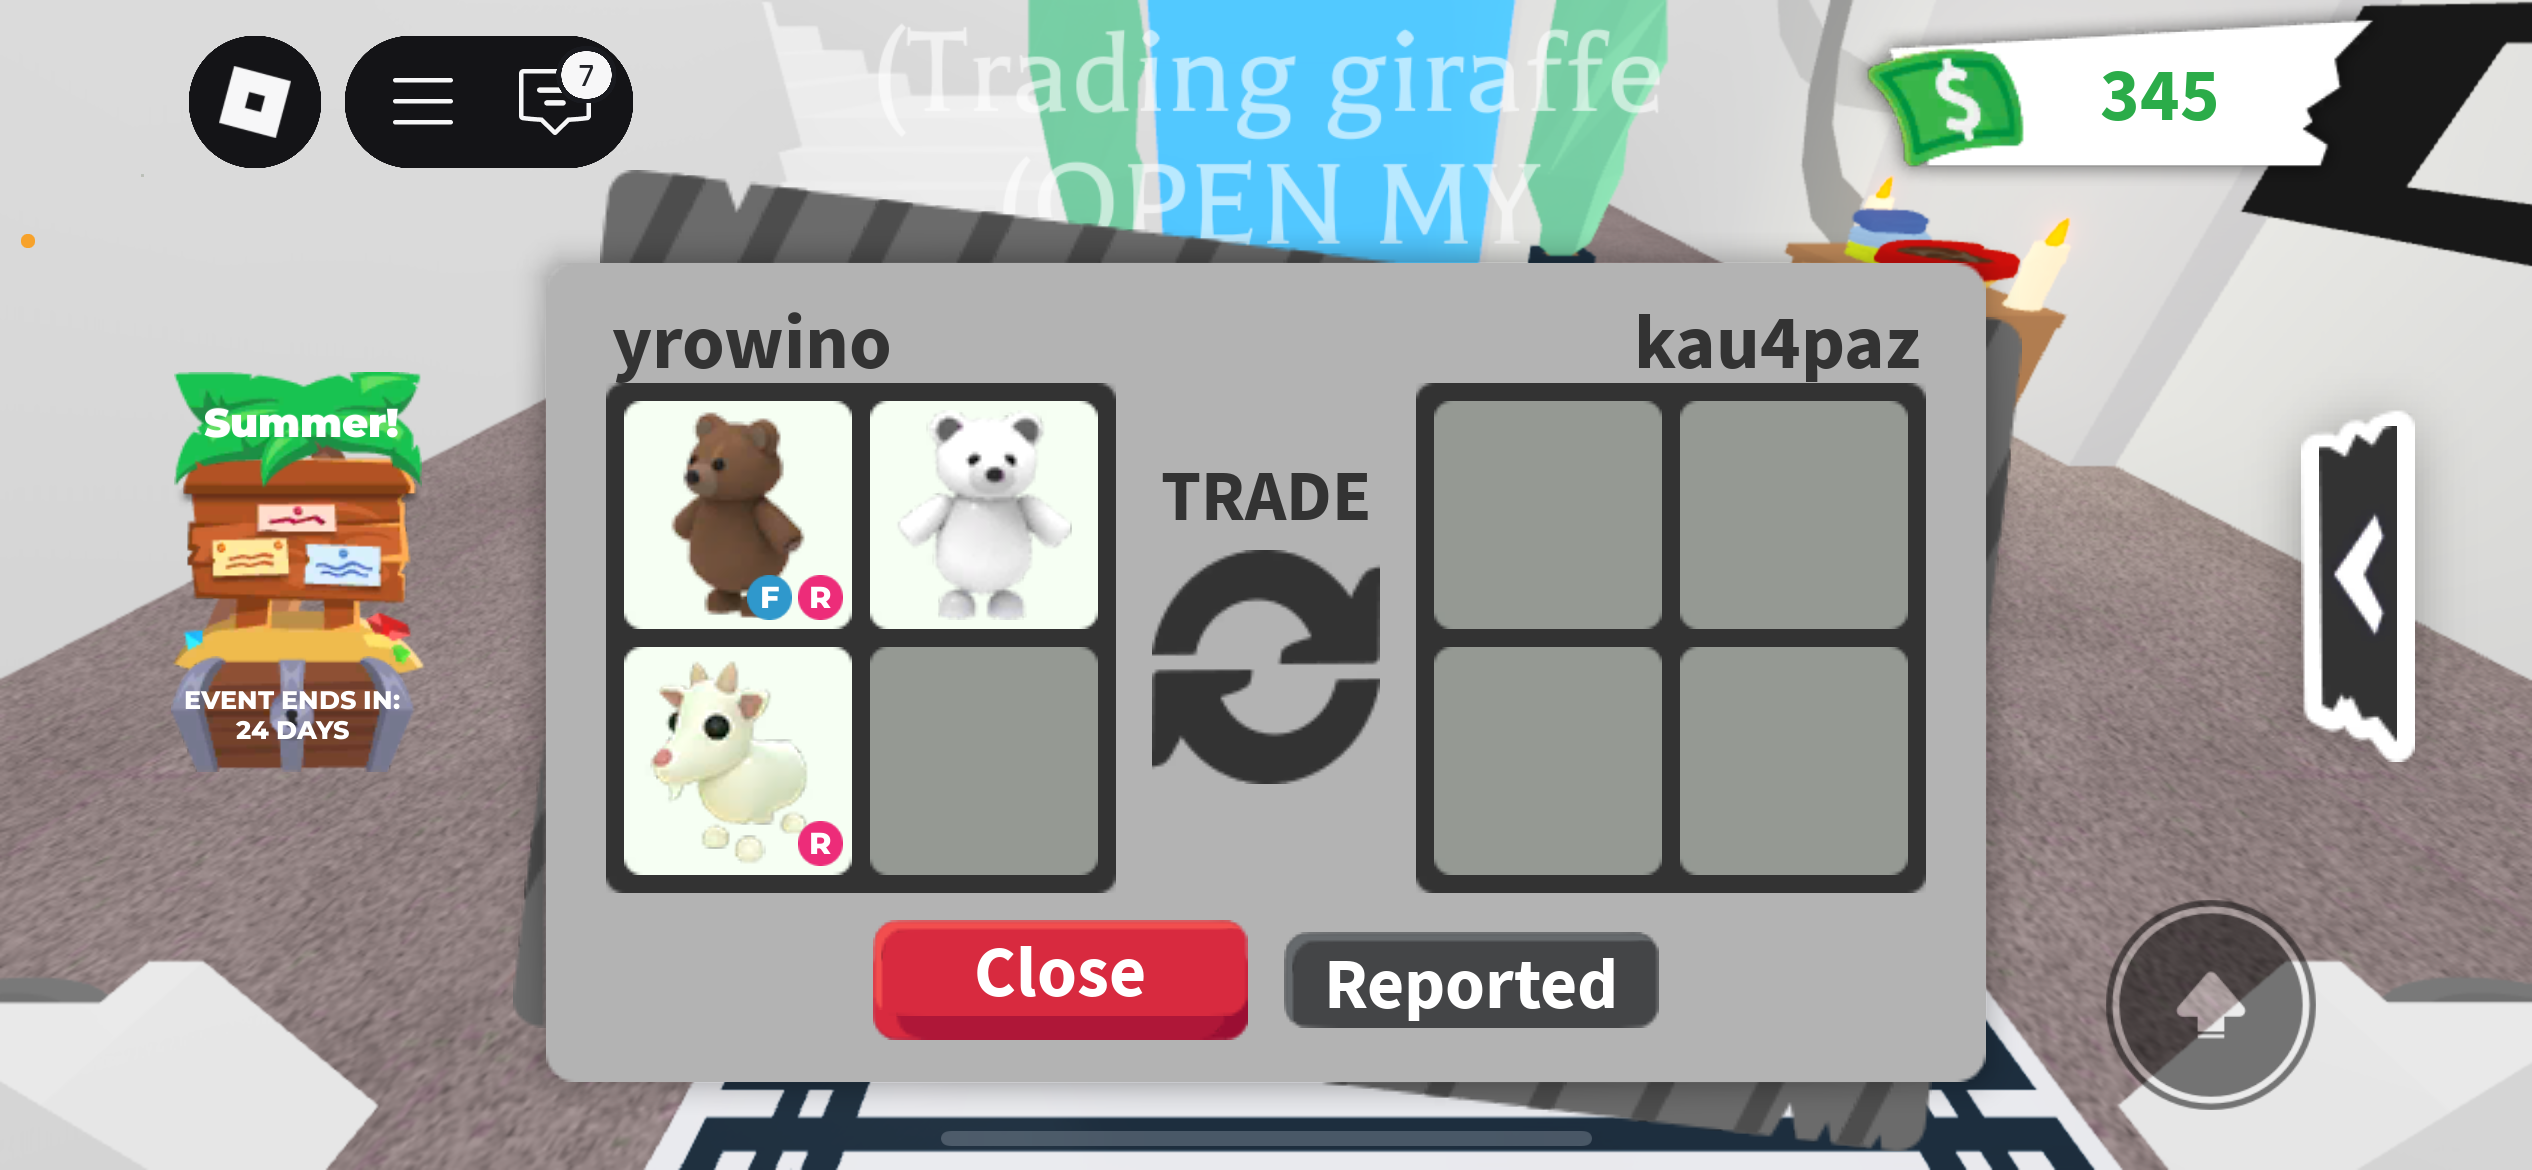 (Trading giraffe
(OPEN MY
7
345
yrowino
kau4paz
Summer!
TRADE
F R
R
EVENT ENDS IN:
24 DAYS
Close
Reported